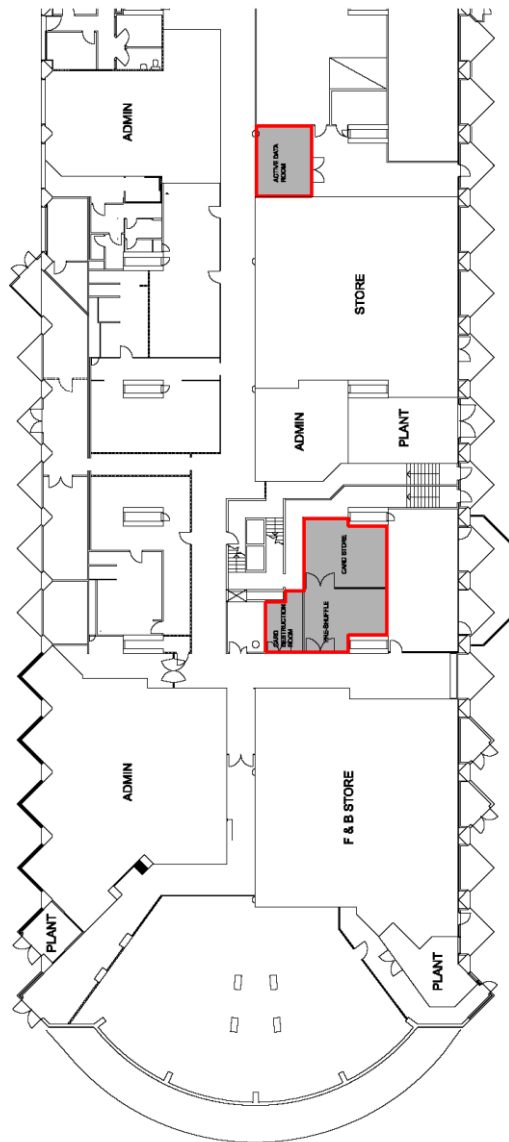 ADMIN
ACTIVE DATA
ROOM
STORE
ADMIN
PLANT
CARD STORE
CARD
DESTRUCTION
ROOM
PRE-SHUFFLE
ADMIN
F & B STORE
PLANT
PLANT